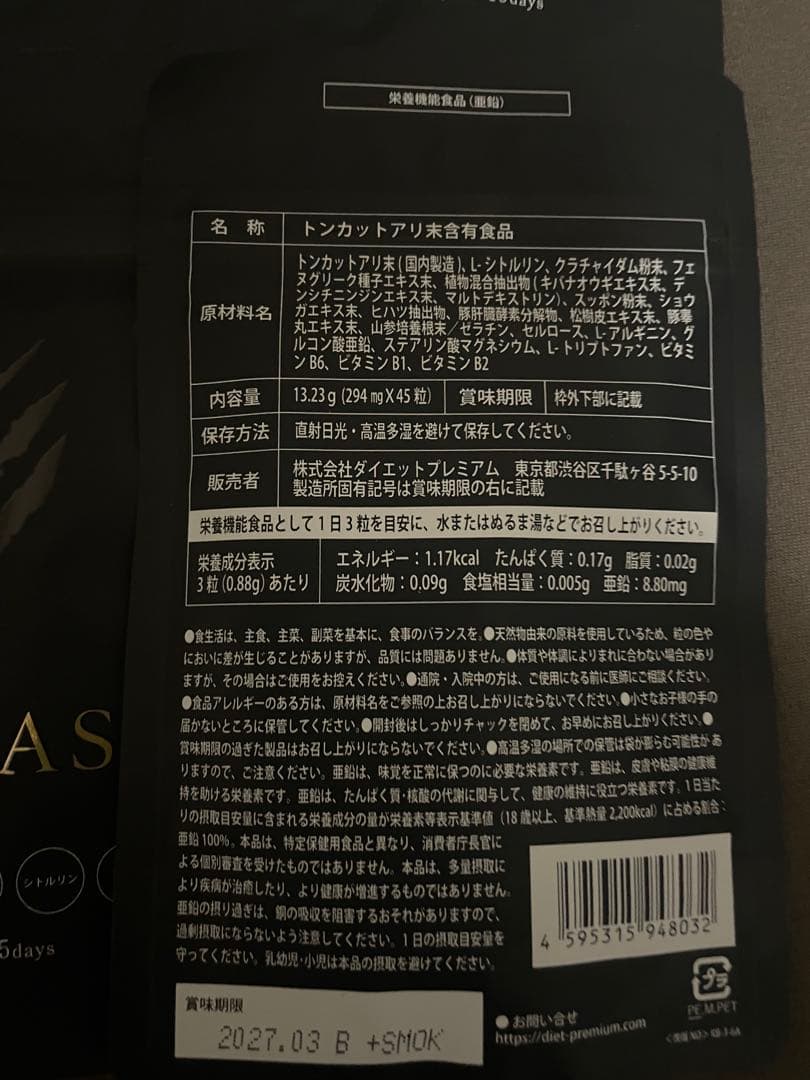 5days
栄養機能食品(亜鉛)
名 称 トンカットアリ末含有食品
原材料名
トンカットアリ末(国内製造)、L-シトルリン、クラチャイダム粉末、フェ
ヌグリーク種子エキス末、植物混合抽出物(キバナオウギエキス末、デ
ンシチニンジンエキス末、マルトデキストリン)、スッポン粉末、ショウ
ガエキス末、ヒハツ抽出物、豚肝臓酵素分解物、松樹皮エキス末、豚睾
丸エキス末、山参培養根末/ゼラチン、セルロース、L-アルギニン、グ
ルコン酸亜鉛、ステアリン酸マグネシウム、L-トリプトファン、ビタミ
ンB6、ビタミンB1、ビタミンB2
内容量 13.23g(294mgX45粒) 賞味期限 枠外下部に記載
保存方法 直射日光・高温多湿を避けて保存してください。
販売者
株式会社ダイエットプレミアム 東京都渋谷区千駄ヶ谷5-5-10
製造所固有記号は賞味期限の右に記載
栄養機能食品として1日3粒を目安に、水またはぬるま湯などでお召し上がりください。
栄養成分表示
3粒(0.88g)あたり
エネルギー:1.17kcal たんぱく質:0.17g 脂質:0.02g
炭水化物:0.09g 食塩相当量:0.005g 亜鉛:8.80mg
●食生活は、主食、主菜、副菜を基本に、食事のバランスを。●天然物由来の原料を使用しているため、粒の色や
においに差が生じることがありますが、品質には問題ありません。●体質や体調によりまれに合わない場合があり
ますが、その場合はご使用をお控えください。●通院・入院中の方は、ご使用になる前に医師にご相談ください。
●食品アレルギーのある方は、原材料名をご参照の上お召し上がりにならないでください。●小さなお子様の手の
届かないところに保管してください。●開封後はしっかりチャックを閉めて、お早めにお召し上がりください。●
賞味期限の過ぎた製品はお召し上がりにならないでください。●高温多湿の場所での保管は袋が膨らむ可能性があ
りますので、ご注意ください。亜鉛は、味覚を正常に保つのに必要な栄養素です。亜鉛は、皮膚や粘膜の健康維
持を助ける栄養素です。亜鉛は、たんぱく質・核酸の代謝に関与して、健康の維持に役立つ栄養素です。1日当た
りの摂取目安量に含まれる栄養成分の量が栄養素等表示基準値(18歳以上、基準熱量2,200kcal)に占める割合:
亜鉛100%。本品は、特定保健用食品と異なり、消費者庁長官に
よる個別審査を受けたものではありません。本品は、多量摂取に
より疾病が治癒したり、より健康が増進するものではありません。
亜鉛の摂り過ぎは、銅の吸収を阻害するおそれがありますので、
過剰摂取にならないよう注意してください。1日の摂取目安量を
守ってください。乳幼児・小児は本品の摂取を避けてください。
4 595315 948032
AS
シトルリン
5days
プラ
PE,M,PET
賞味期限
2027.03 B +SMOK
●お問い合せ
https://diet-premium.com